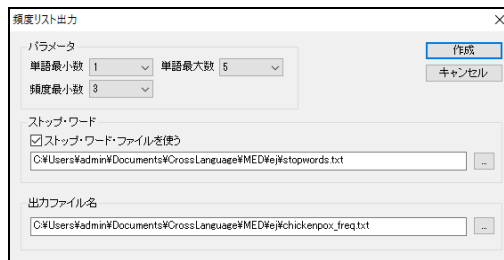 頻度リスト出力
パラメータ
単語最小数 1 単語最大数 5
頻度最小数 3
作成
キャンセル
ストップ・ワード
ストップ・ワード・ファイルを使う
C:¥Users¥admin¥Documents¥CrossLanguage¥MED¥ej¥stopwords.txt ...
出力ファイル名
C:¥Users¥admin¥Documents¥CrossLanguage¥MED¥ej¥chickenpox_freq.txt ...